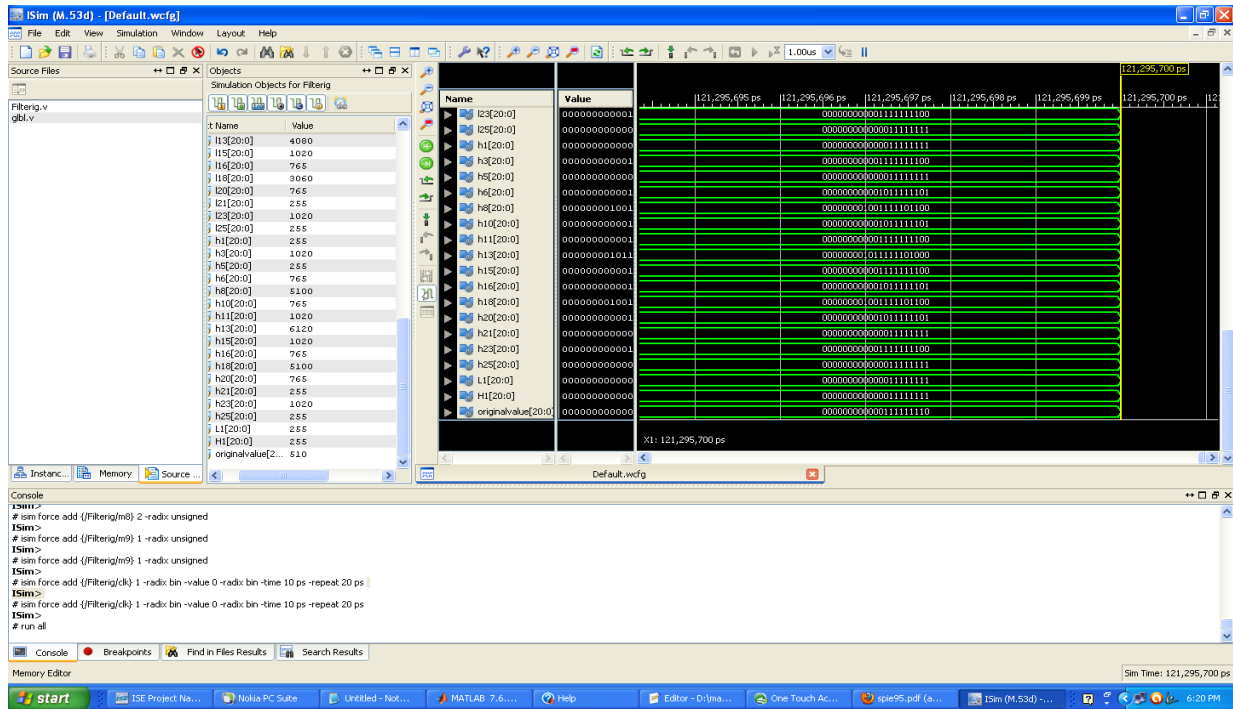 ISim (M.53d) - [Default.wcfg]
File Edit View Simulation Window Layout Help
1.00us
Source Files
Filterig.v
glbl.v
Objects
Simulation Objects for Filterig
:t Name Value
l13[20:0] 4080
l15[20:0] 1020
l16[20:0] 765
l18[20:0] 3060
l20[20:0] 765
l21[20:0] 255
l23[20:0] 1020
l25[20:0] 255
h1[20:0] 255
h3[20:0] 1020
h5[20:0] 255
h6[20:0] 765
h8[20:0] 5100
h10[20:0] 765
h11[20:0] 1020
h13[20:0] 6120
h15[20:0] 1020
h16[20:0] 765
h18[20:0] 5100
h20[20:0] 765
h21[20:0] 255
h23[20:0] 1020
h25[20:0] 255
L1[20:0] 255
H1[20:0] 255
originalvalue[2... 510
121,295,700 ps
Name Value
121,295,695 ps 121,295,696 ps 121,295,697 ps 121,295,698 ps 121,295,699 ps 121,295,700 ps 12
l23[20:0] 000000000001 000000000001111111100
l25[20:0] 000000000000 000000000000011111111
h1[20:0] 000000000000 000000000000011111111
h3[20:0] 000000000001 000000000001111111100
h5[20:0] 000000000000 000000000000011111111
h6[20:0] 000000000001 000000000001011111101
h8[20:0] 000000001001 000000001001111101100
h10[20:0] 000000000001 000000000001011111101
h11[20:0] 000000000001 000000000001111111100
h13[20:0] 000000001011 000000001011111101000
h15[20:0] 000000000001 000000000001111111100
h16[20:0] 000000000001 000000000001011111101
h18[20:0] 000000001001 000000001001111101100
h20[20:0] 000000000001 000000000001011111101
h21[20:0] 000000000000 000000000000011111111
h23[20:0] 000000000001 000000000001111111100
h25[20:0] 000000000000 000000000000011111111
L1[20:0] 000000000000 000000000000011111111
H1[20:0] 000000000000 000000000000011111111
originalvalue[20:0] 000000000000 000000000000111111110
X1: 121,295,700 ps
Instanc... Memory Source ...
Default.wcfg
Console
ISim>
# isim force add {/Filterig/m8} 2 -radix unsigned
ISim>
# isim force add {/Filterig/m9} 1 -radix unsigned
ISim>
# isim force add {/Filterig/m9} 1 -radix unsigned
ISim>
# isim force add {/Filterig/clk} 1 -radix bin -value 0 -radix bin -time 10 ps -repeat 20 ps
ISim>
# isim force add {/Filterig/clk} 1 -radix bin -value 0 -radix bin -time 10 ps -repeat 20 ps
ISim>
# run all
Console Breakpoints Find in Files Results Search Results
Memory Editor
Sim Time: 121,295,700 ps
start ISE Project Na... Nokia PC Suite Untitled - Not... MATLAB 7.6.... Help Editor - D:\ma... One Touch Ac... spie95.pdf (a... ISim (M.53d) -... 6:20 PM